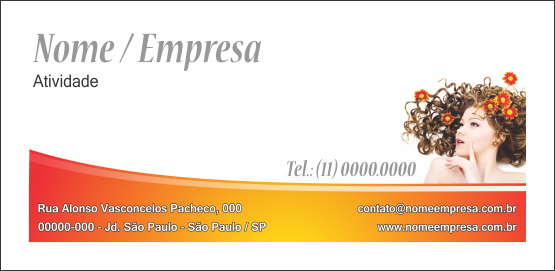 Nome / Empresa
Atividade
Tel.: (11) 0000.0000
Rua Alonso Vasconcelos Pacheco, 000
contato@nomeempresa.com.br
00000-000 - Jd. São Paulo - São Paulo / SP
www.nomeempresa.com.br